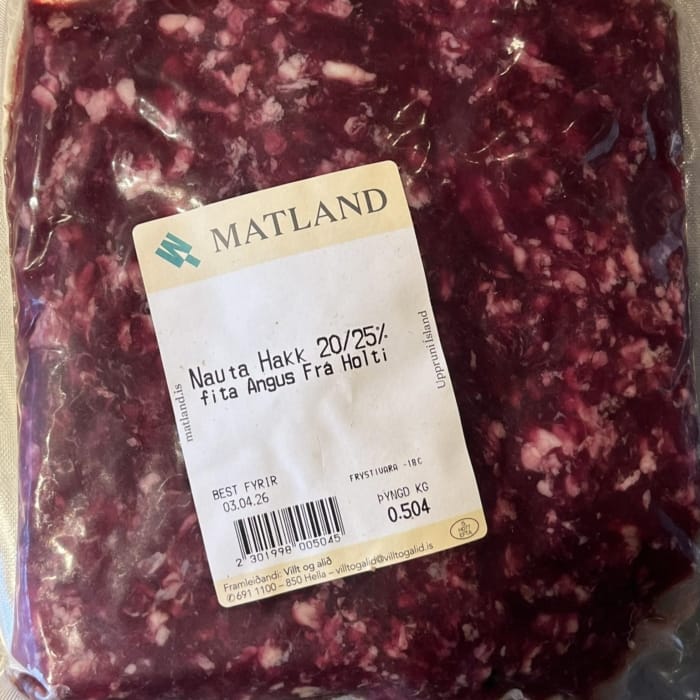 MATLAND
Nauta Hakk 20/25%
fita Angus Frá Holti
matland.is
Uppruni Ísland
BEST FYRIR
03.04.26
FRYSTIVARA -18C
ÞYNGD KG
0.504
2 301998 005045
Framleiðandi: Villt og alið
✆691 1100 – 850 Hella – villtogalid@villtogalid.is